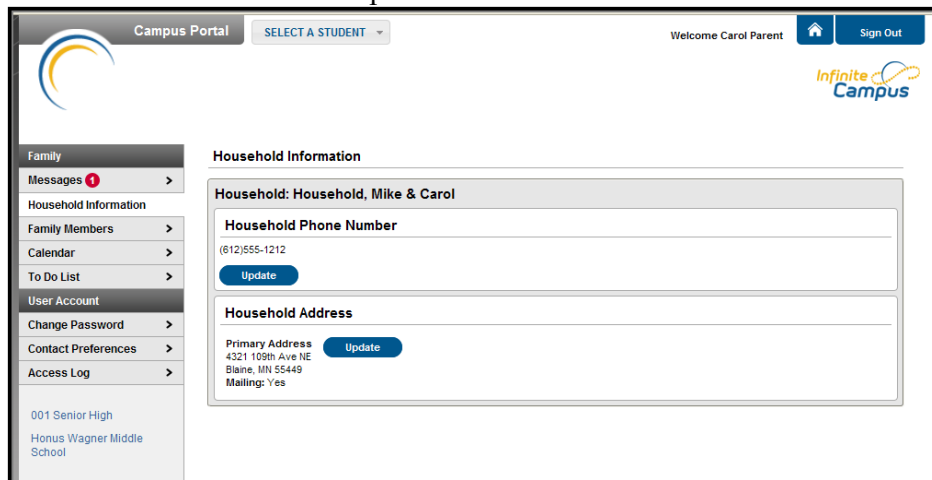 Campus Portal
SELECT A STUDENT
Welcome Carol Parent
Sign Out
Infinite
Campus
Family
Messages 1
Household Information
Family Members
Calendar
To Do List
User Account
Change Password
Contact Preferences
Access Log
001 Senior High
Honus Wagner Middle
School
Household Information
Household: Household, Mike & Carol
Household Phone Number
(612)555-1212
Update
Household Address
Primary Address
4321 109th Ave NE
Blaine, MN 55449
Mailing: Yes
Update